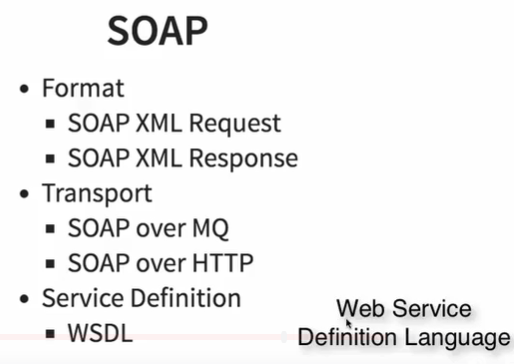 SOAP
• Format
▪ SOAP XML Request
▪ SOAP XML Response
• Transport
▪ SOAP over MQ
▪ SOAP over HTTP
• Service Definition
▪ WSDL
Web Service
Definition Language